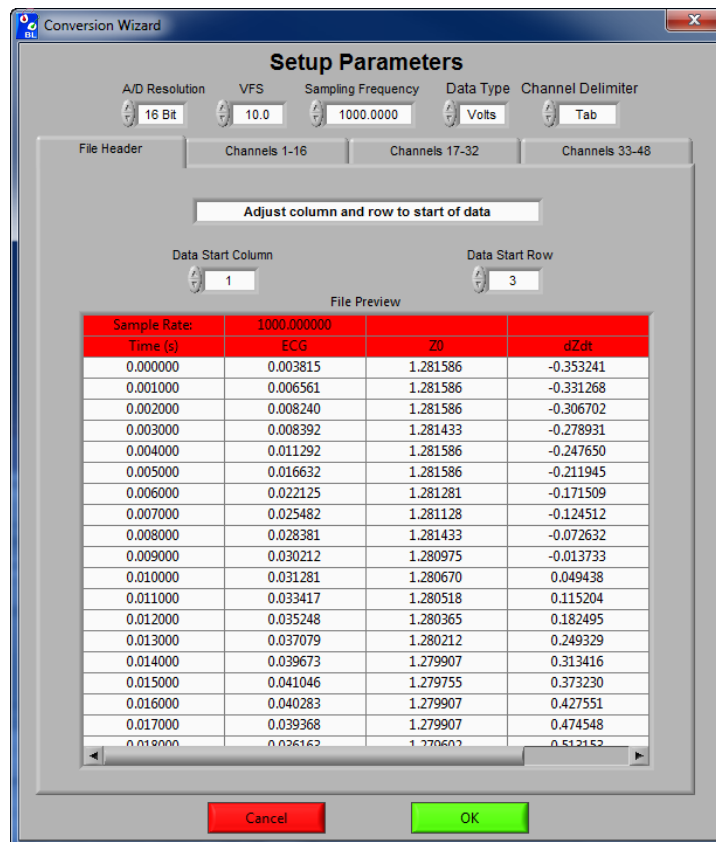 BL Conversion Wizard
Setup Parameters
A/D Resolution VFS Sampling Frequency Data Type Channel Delimiter
16 Bit 10.0 1000.0000 Volts Tab
File Header Channels 1-16 Channels 17-32 Channels 33-48
Adjust column and row to start of data
Data Start Column Data Start Row
1 3
File Preview
Sample Rate: 1000.000000
Time (s) ECG Z0 dZdt
0.000000 0.003815 1.281586 -0.353241
0.001000 0.006561 1.281586 -0.331268
0.002000 0.008240 1.281586 -0.306702
0.003000 0.008392 1.281433 -0.278931
0.004000 0.011292 1.281586 -0.247650
0.005000 0.016632 1.281586 -0.211945
0.006000 0.022125 1.281281 -0.171509
0.007000 0.025482 1.281128 -0.124512
0.008000 0.028381 1.281433 -0.072632
0.009000 0.030212 1.280975 -0.013733
0.010000 0.031281 1.280670 0.049438
0.011000 0.033417 1.280518 0.115204
0.012000 0.035248 1.280365 0.182495
0.013000 0.037079 1.280212 0.249329
0.014000 0.039673 1.279907 0.313416
0.015000 0.041046 1.279755 0.373230
0.016000 0.040283 1.279907 0.427551
0.017000 0.039368 1.279907 0.474548
0.018000 0.036163 1.279602 0.513153
Cancel OK